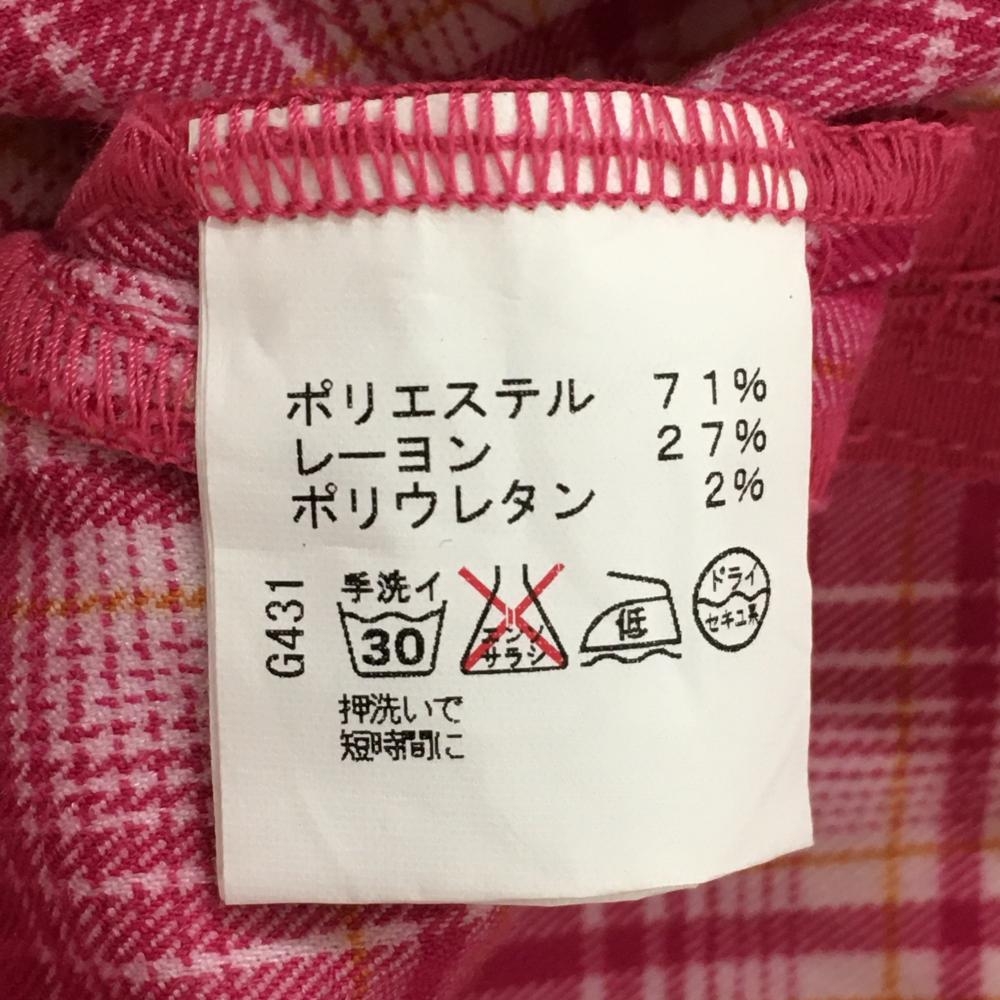 ポリエステル 71%
レーヨン 27%
ポリウレタン 2%
G431
手洗イ
30
エンソ
サラシ
低
ドライ
セキユ系
押洗いで
短時間に